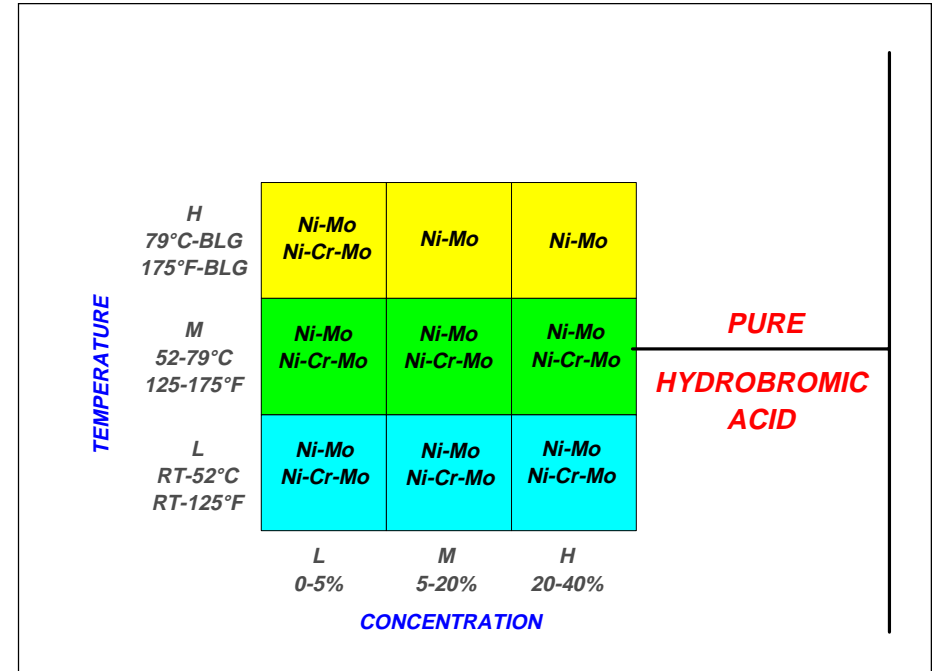 H
79°C-BLG
175°F-BLG
Ni-Mo
Ni-Cr-Mo
Ni-Mo
Ni-Mo
M
52-79°C
125-175°F
Ni-Mo
Ni-Cr-Mo
Ni-Mo
Ni-Cr-Mo
Ni-Mo
Ni-Cr-Mo
L
RT-52°C
RT-125°F
Ni-Mo
Ni-Cr-Mo
Ni-Mo
Ni-Cr-Mo
Ni-Mo
Ni-Cr-Mo
TEMPERATURE
L
0-5%
M
5-20%
H
20-40%
CONCENTRATION
PURE
HYDROBROMIC
ACID